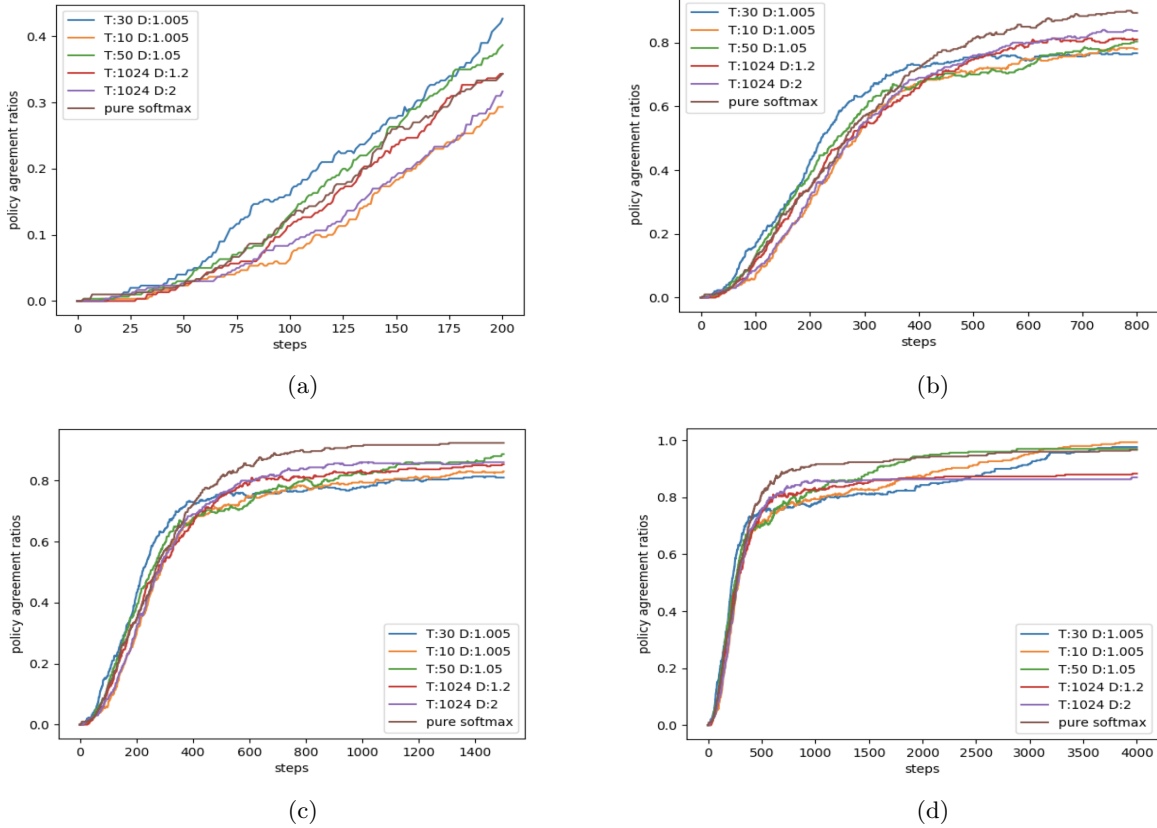 T:30 D:1.005
T:10 D:1.005
T:50 D:1.05
T:1024 D:1.2
T:1024 D:2
pure softmax
policy agreement ratios
0.4
0.3
0.2
0.1
0.0
0 25 50 75 100 125 150 175 200
steps
(a)
T:30 D:1.005
T:10 D:1.005
T:50 D:1.05
T:1024 D:1.2
T:1024 D:2
pure softmax
policy agreement ratios
0.8
0.6
0.4
0.2
0.0
0 100 200 300 400 500 600 700 800
steps
(b)
policy agreement ratios
0.8
0.6
0.4
0.2
0.0
T:30 D:1.005
T:10 D:1.005
T:50 D:1.05
T:1024 D:1.2
T:1024 D:2
pure softmax
0 200 400 600 800 1000 1200 1400
steps
(c)
policy agreement ratios
1.0
0.8
0.6
0.4
0.2
0.0
T:30 D:1.005
T:10 D:1.005
T:50 D:1.05
T:1024 D:1.2
T:1024 D:2
pure softmax
0 500 1000 1500 2000 2500 3000 3500 4000
steps
(d)